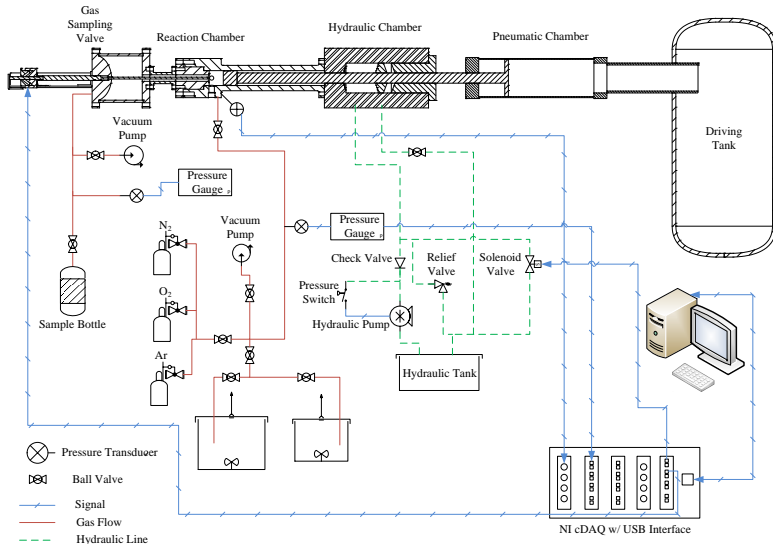 Gas
Sampling
Valve
Reaction Chamber
Hydraulic Chamber
Pneumatic Chamber
Driving
Tank
Vacuum
Pump
Pressure
Gauge P
N₂
O₂
Ar
Sample Bottle
Vacuum
Pump
Pressure
Gauge P
Check Valve
Relief
Valve
Solenoid
Valve
Pressure
Switch
Hydraulic Pump
Hydraulic Tank
Pressure Transducer
Ball Valve
Signal
Gas Flow
Hydraulic Line
NI cDAQ w/ USB Interface